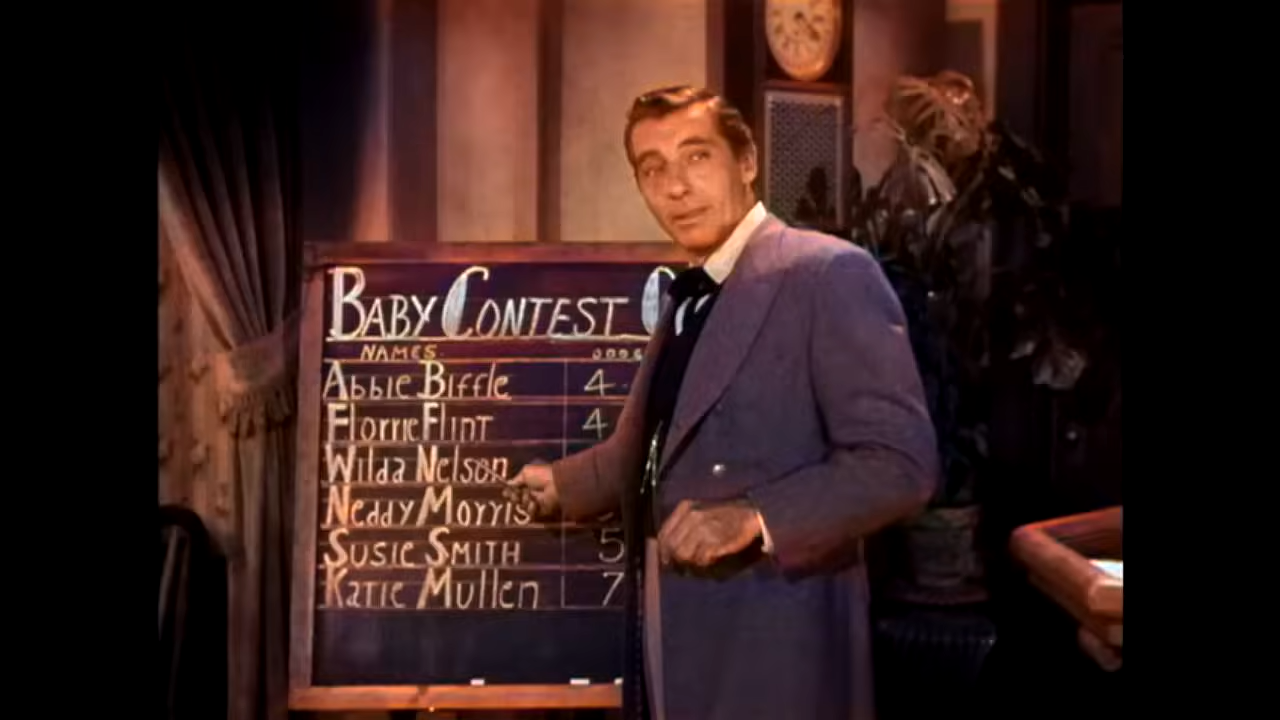 BABY CONTEST
NAMES ODDS
Abbie Biffle 4-
Florrie Flint 4
Wilda Nelson
Neddy Morris
SUSIE SMITH 5
Katie Mullen 7